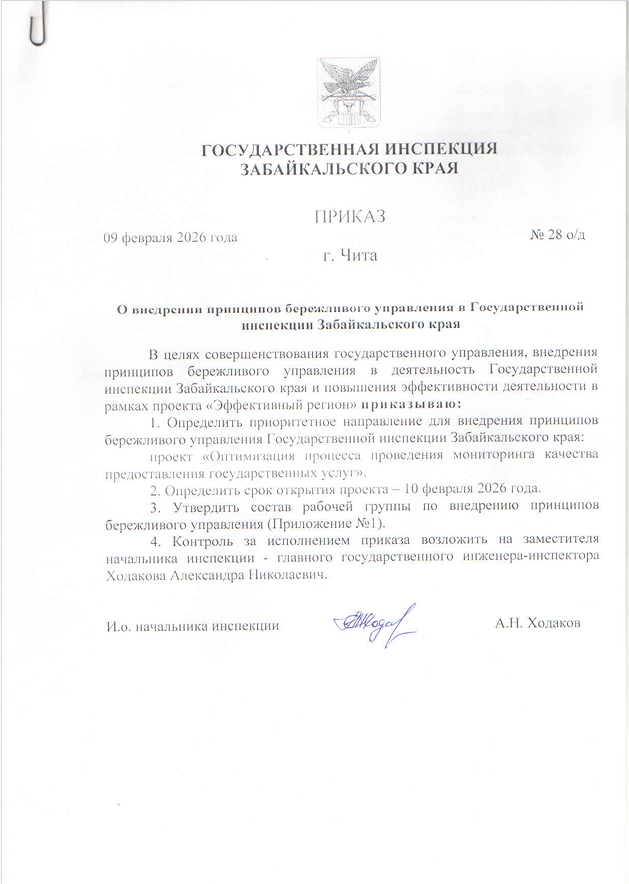 ГОСУДАРСТВЕННАЯ ИНСПЕКЦИЯ
ЗАБАЙКАЛЬСКОГО КРАЯ
ПРИКАЗ
09 февраля 2026 года
№ 28 о/д
г. Чита
О внедрении принципов бережливого управления в Государственной
инспекции Забайкальского края
В целях совершенствования государственного управления, внедрения
принципов бережливого управления в деятельность Государственной
инспекции Забайкальского края и повышения эффективности деятельности в
рамках проекта «Эффективный регион» приказываю:
1. Определить приоритетное направление для внедрения принципов
бережливого управления Государственной инспекции Забайкальского края:
проект «Оптимизация процесса проведения мониторинга качества
предоставления государственных услуг».
2. Определить срок открытия проекта – 10 февраля 2026 года.
3. Утвердить состав рабочей группы по внедрению принципов
бережливого управления (Приложение №1).
4. Контроль за исполнением приказа возложить на заместителя
начальника инспекции - главного государственного инженера-инспектора
Ходакова Александра Николаевич.
И.о. начальника инспекции
А.Н. Ходаков